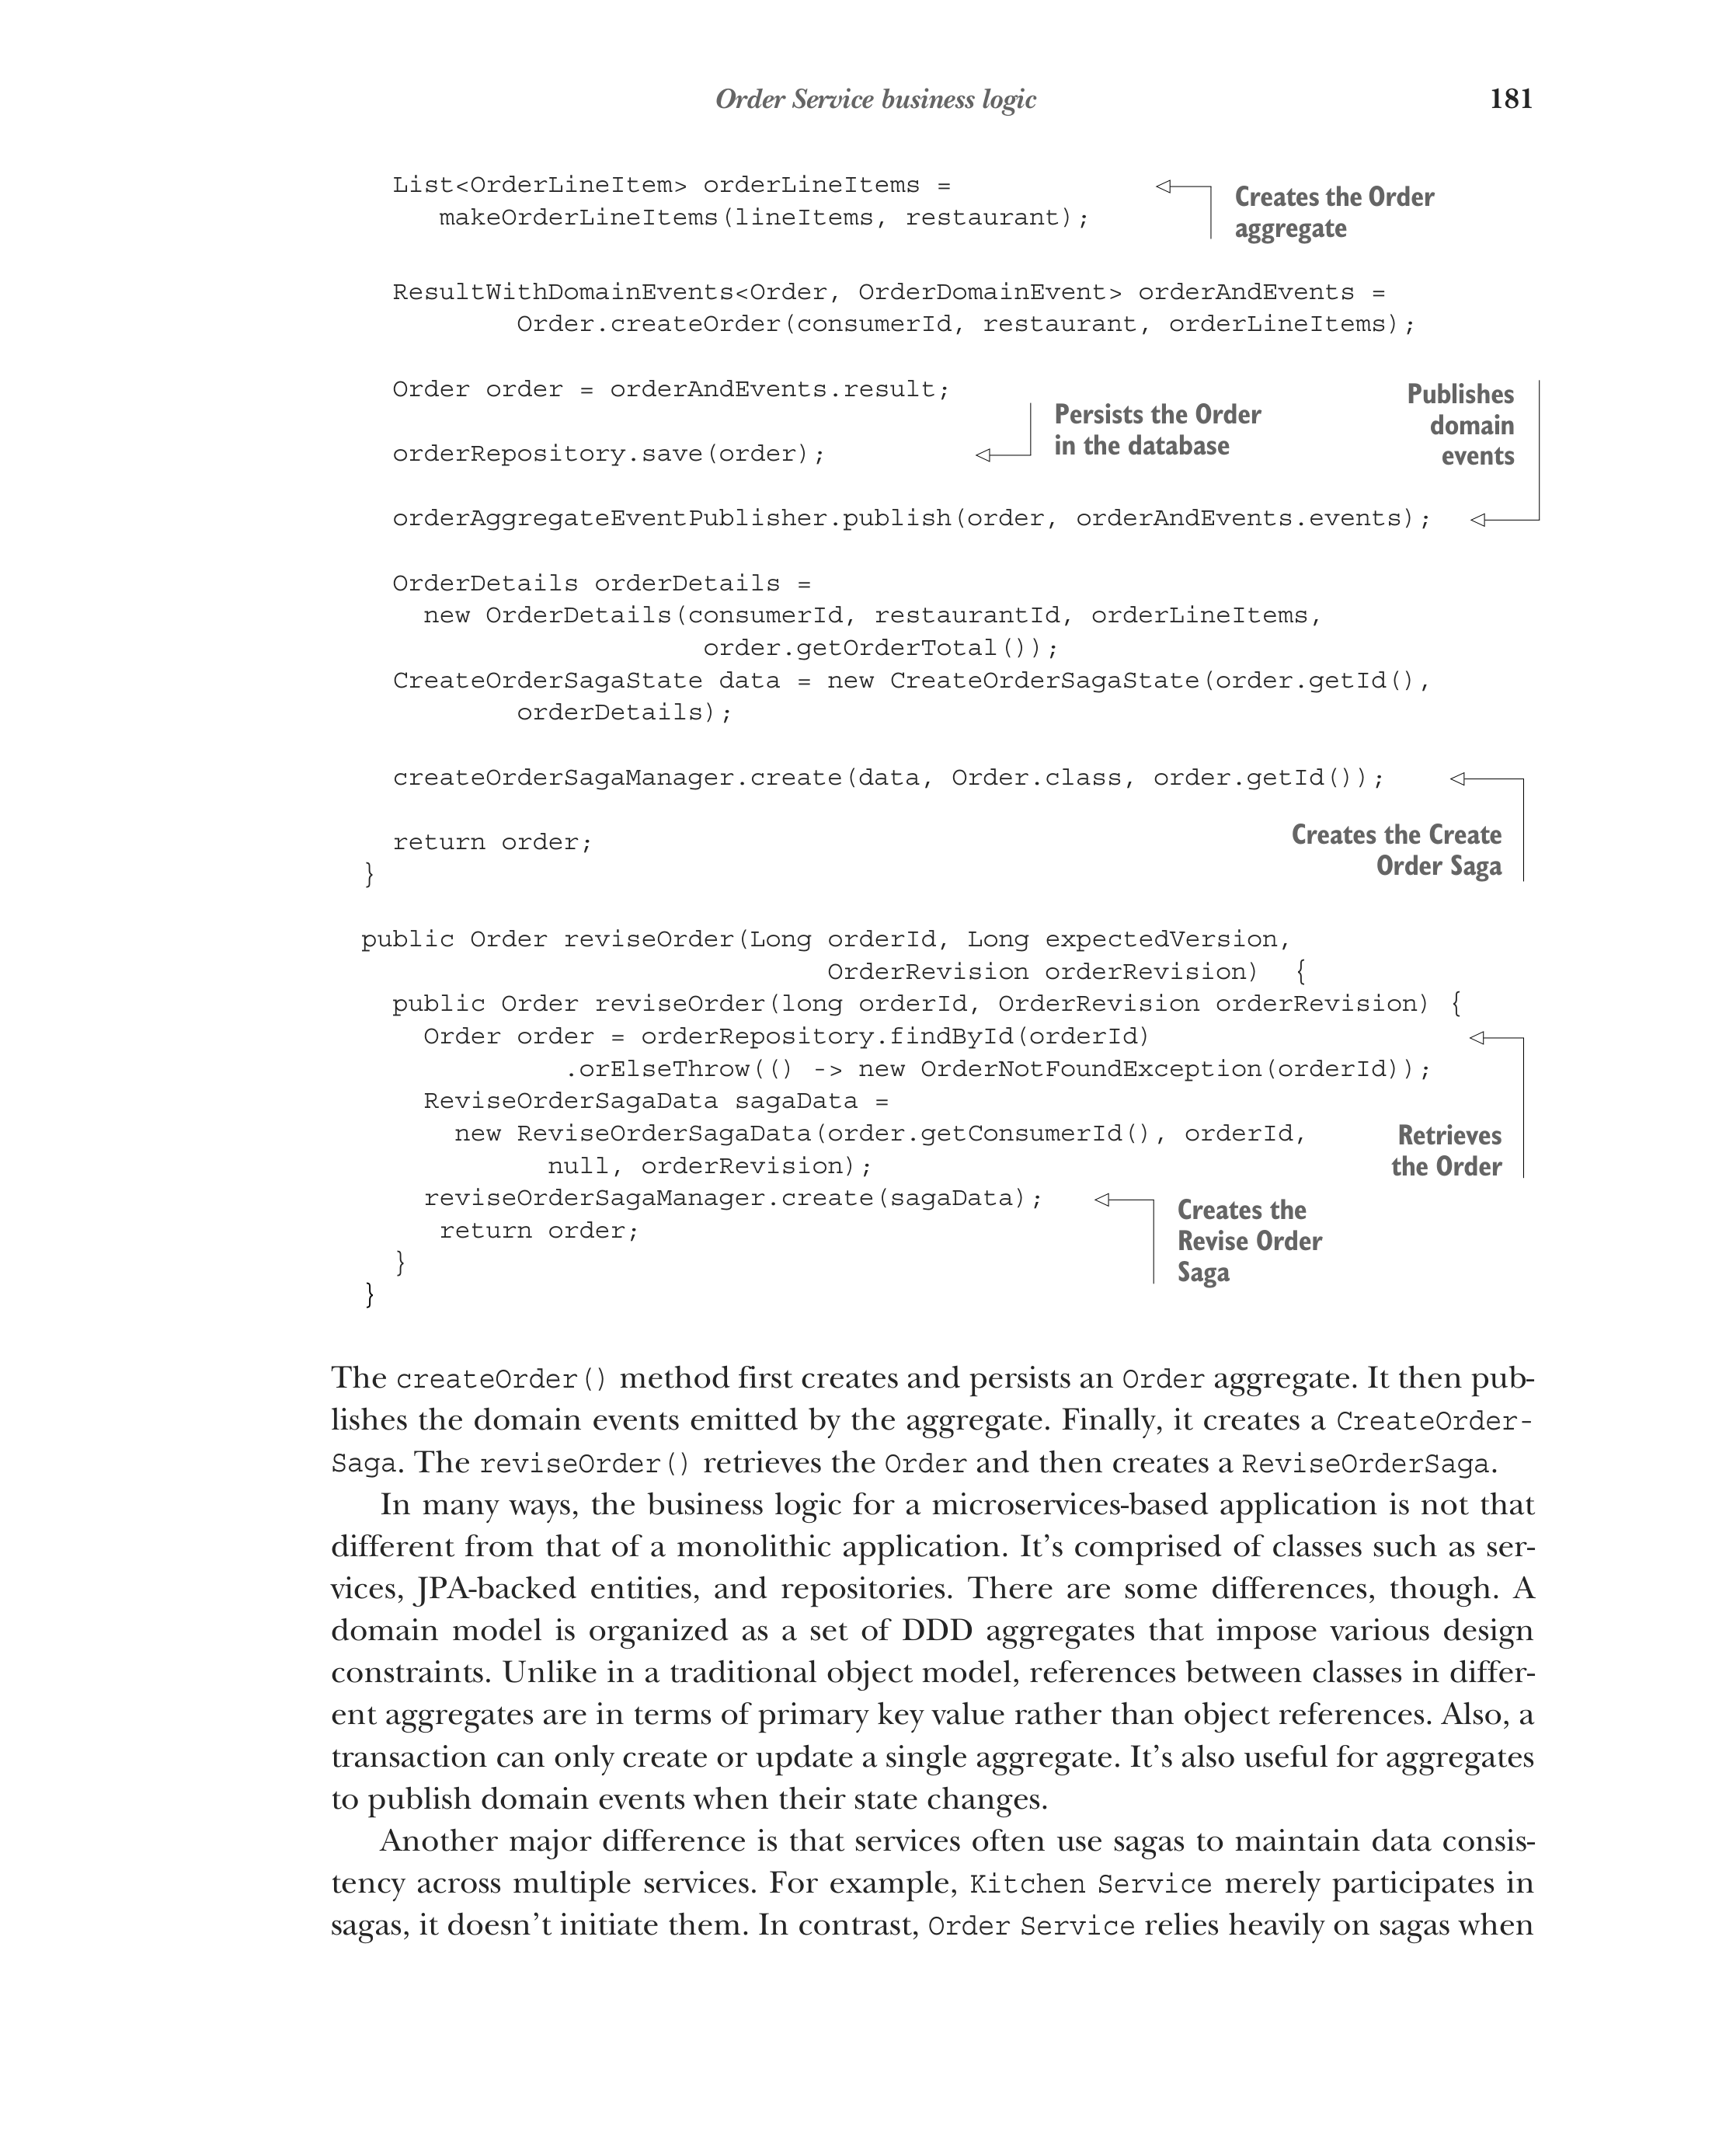 Order Service business logic 181
List<OrderLineItem> orderLineItems =
makeOrderLineItems(lineItems, restaurant);
Creates the Order
aggregate
ResultWithDomainEvents<Order, OrderDomainEvent> orderAndEvents =
Order.createOrder(consumerId, restaurant, orderLineItems);
Order order = orderAndEvents.result;
Persists the Order
in the database
Publishes
domain
events
orderRepository.save(order);
orderAggregateEventPublisher.publish(order, orderAndEvents.events);
OrderDetails orderDetails =
new OrderDetails(consumerId, restaurantId, orderLineItems,
order.getOrderTotal());
CreateOrderSagaState data = new CreateOrderSagaState(order.getId(),
orderDetails);
createOrderSagaManager.create(data, Order.class, order.getId());
Creates the Create
Order Saga
return order;
}
public Order reviseOrder(Long orderId, Long expectedVersion,
OrderRevision orderRevision)  {
public Order reviseOrder(long orderId, OrderRevision orderRevision) {
Order order = orderRepository.findById(orderId)
.orElseThrow(() -> new OrderNotFoundException(orderId));
ReviseOrderSagaData sagaData =
new ReviseOrderSagaData(order.getConsumerId(), orderId,
null, orderRevision);
Retrieves
the Order
reviseOrderSagaManager.create(sagaData);
Creates the
Revise Order
Saga
return order;
}
}
The createOrder() method first creates and persists an Order aggregate. It then pub-
lishes the domain events emitted by the aggregate. Finally, it creates a CreateOrder-
Saga. The reviseOrder() retrieves the Order and then creates a ReviseOrderSaga.
In many ways, the business logic for a microservices-based application is not that
different from that of a monolithic application. It’s comprised of classes such as ser-
vices, JPA-backed entities, and repositories. There are some differences, though. A
domain model is organized as a set of DDD aggregates that impose various design
constraints. Unlike in a traditional object model, references between classes in differ-
ent aggregates are in terms of primary key value rather than object references. Also, a
transaction can only create or update a single aggregate. It’s also useful for aggregates
to publish domain events when their state changes.
Another major difference is that services often use sagas to maintain data consis-
tency across multiple services. For example, Kitchen Service merely participates in
sagas, it doesn’t initiate them. In contrast, Order Service relies heavily on sagas when